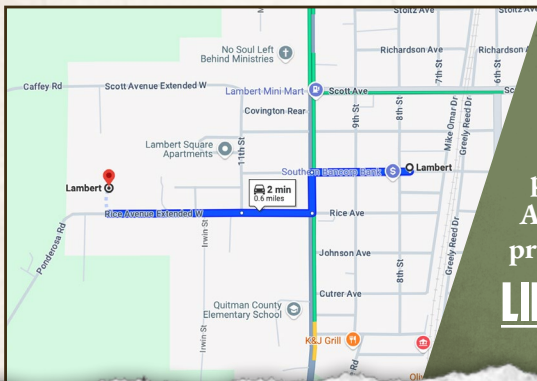 Stoltz Ave
Stoltz Ave
No Soul Left
Behind Ministries
Richardson Ave
Richardson
7th St
6th St
Caffey Rd
Scott Avenue Extended W
Lambert Mini Mart
Scott Ave
Sc
Covington Rear
9th St
8th St
Mike Omar Dr
Greely Reed Dr
Lambert Square
Apartments
11th St
Southern Bancorp Bank
Lambert
Lambert
2 min
0.6 miles
Rice Avenue Extended W
Rice Ave
Ponderosa Rd
Irwin St
Johnson Ave
8th St
Greely Reed Dr
Cutrer Ave
Quitman County
Elementary School
Irwin St
K&J Grill
Rd
A
pr